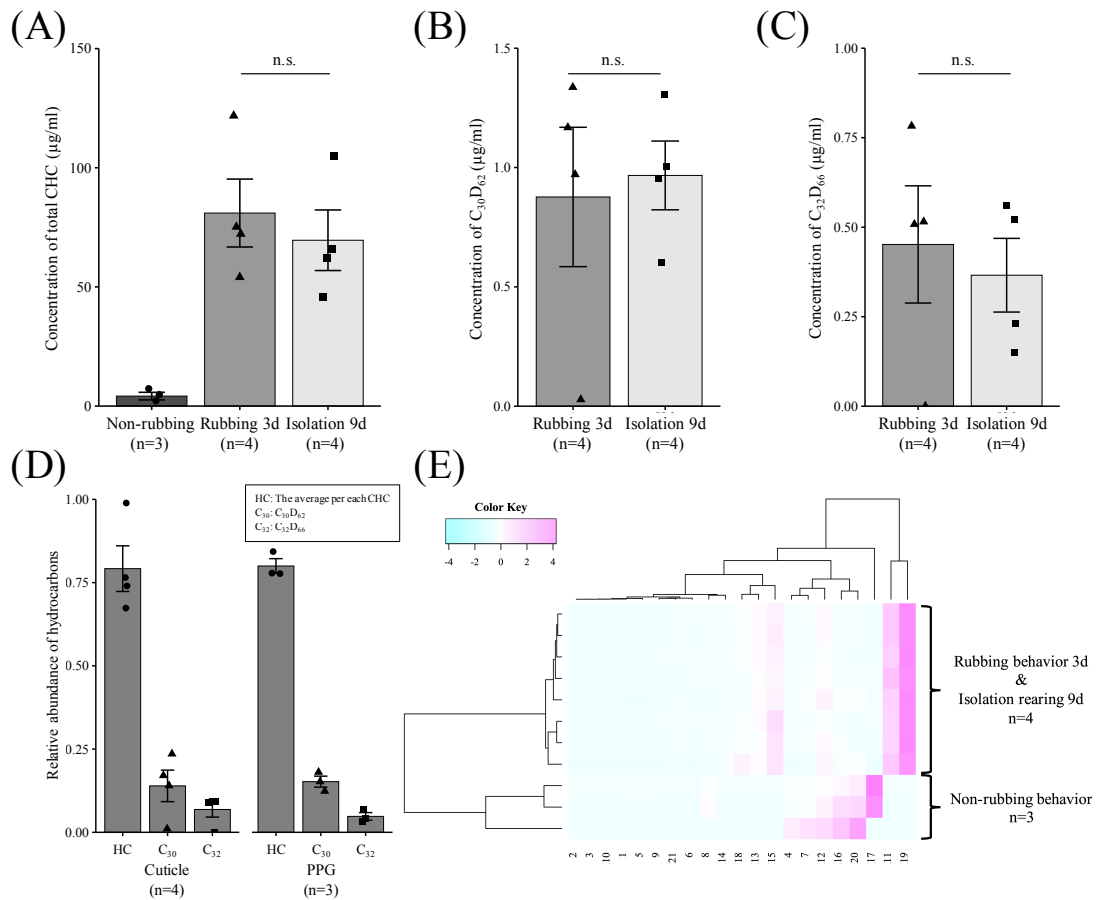 (A)
Concentration of total CHC (µg/ml)
150
100
50
0
n.s.
Non-rubbing
(n=3)
Rubbing 3d
(n=4)
Isolation 9d
(n=4)
(B)
Concentration of C₃₀D₆₂ (µg/ml)
1.5
1.0
0.5
0.0
n.s.
Rubbing 3d
(n=4)
Isolation 9d
(n=4)
(C)
Concentration of C₃₂D₆₆ (µg/ml)
1.00
0.75
0.50
0.25
0.00
n.s.
Rubbing 3d
(n=4)
Isolation 9d
(n=4)
(D)
Relative abundance of hydrocarbons
1.00
0.75
0.50
0.25
0.00
HC: The average per each CHC
C₃₀: C₃₀D₆₂
C₃₂: C₃₂D₆₆
HC C₃₀ C₃₂
Cuticle
(n=4)
HC C₃₀ C₃₂
PPG
(n=3)
(E)
Color Key
-4 -2 0 2 4
Rubbing behavior 3d
&
Isolation rearing 9d
n=4
Non-rubbing behavior
n=3
2 3 10 1 5 9 21 6 8 14 18 13 15 4 7 12 16 20 17 11 19